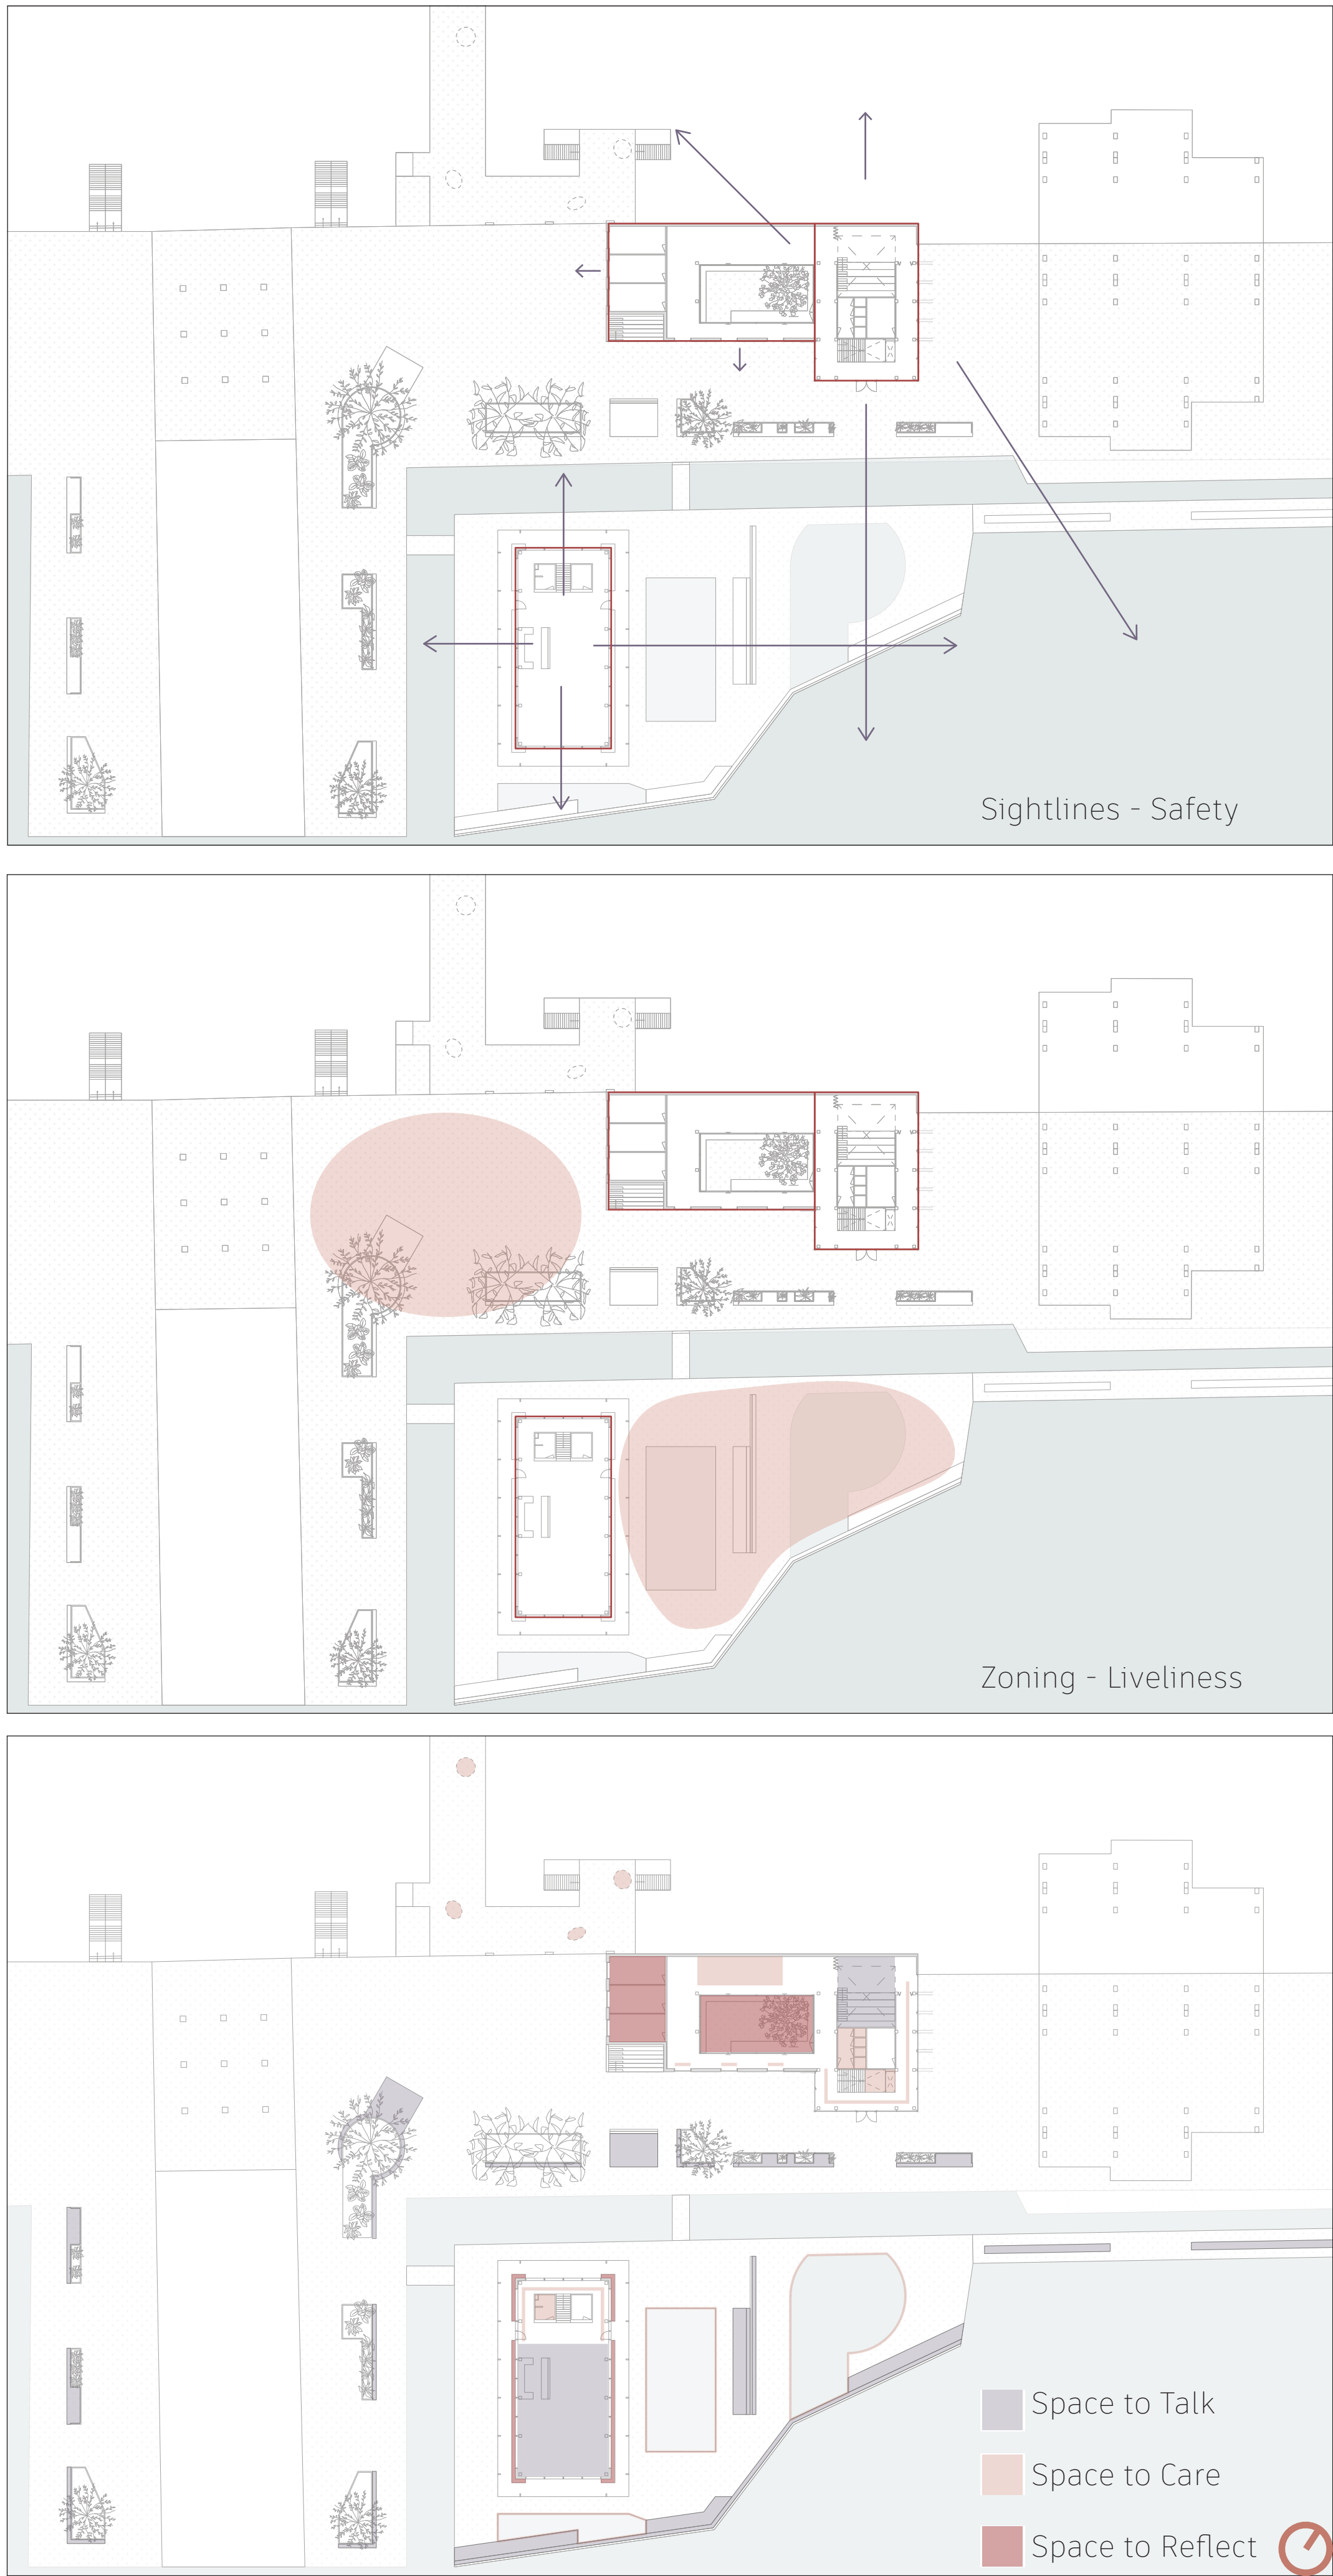 Sightlines - Safety
Zoning - Liveliness
Space to Talk
Space to Care
Space to Reflect